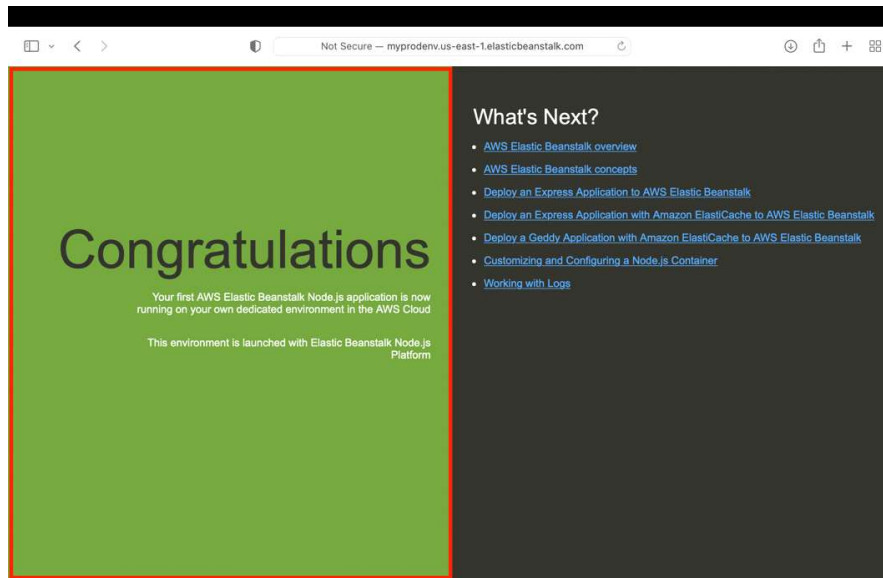 Not Secure — myprodenv.us-east-1.elasticbeanstalk.com
Congratulations
Your first AWS Elastic Beanstalk Node.js application is now
running on your own dedicated environment in the AWS Cloud
This environment is launched with Elastic Beanstalk Node.js
Platform
What's Next?
AWS Elastic Beanstalk overview
AWS Elastic Beanstalk concepts
Deploy an Express Application to AWS Elastic Beanstalk
Deploy an Express Application with Amazon ElastiCache to AWS Elastic Beanstalk
Deploy a Geddy Application with Amazon ElastiCache to AWS Elastic Beanstalk
Customizing and Configuring a Node.js Container
Working with Logs